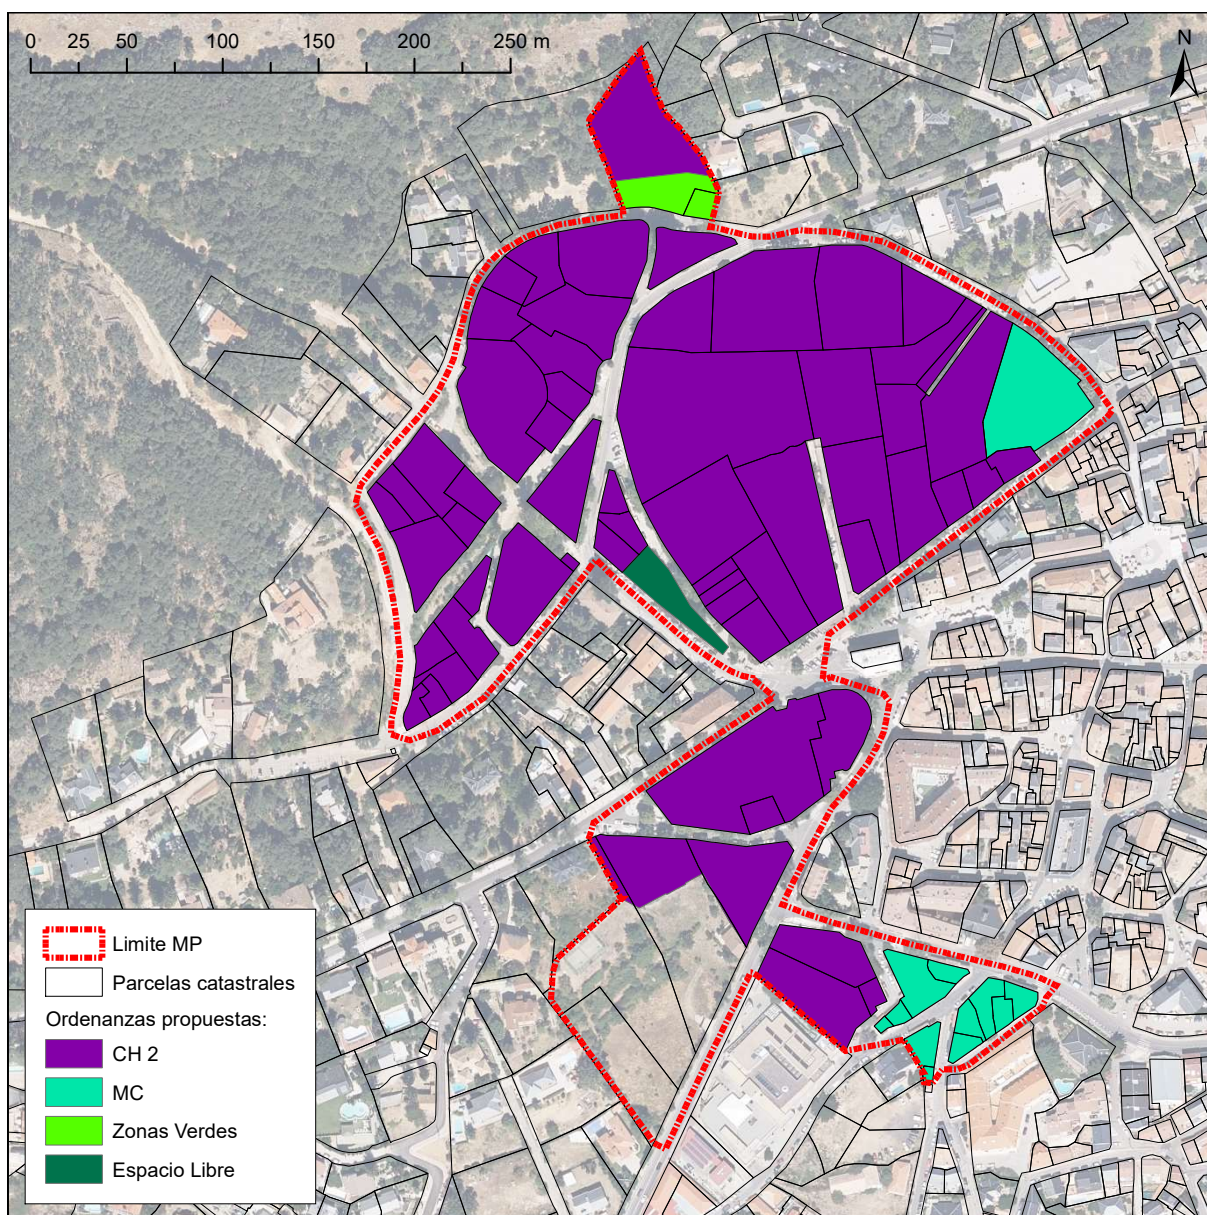 0 25 50 100 150 200 250 m
N
Limite MP
Parcelas catastrales
Ordenanzas propuestas:
CH 2
MC
Zonas Verdes
Espacio Libre